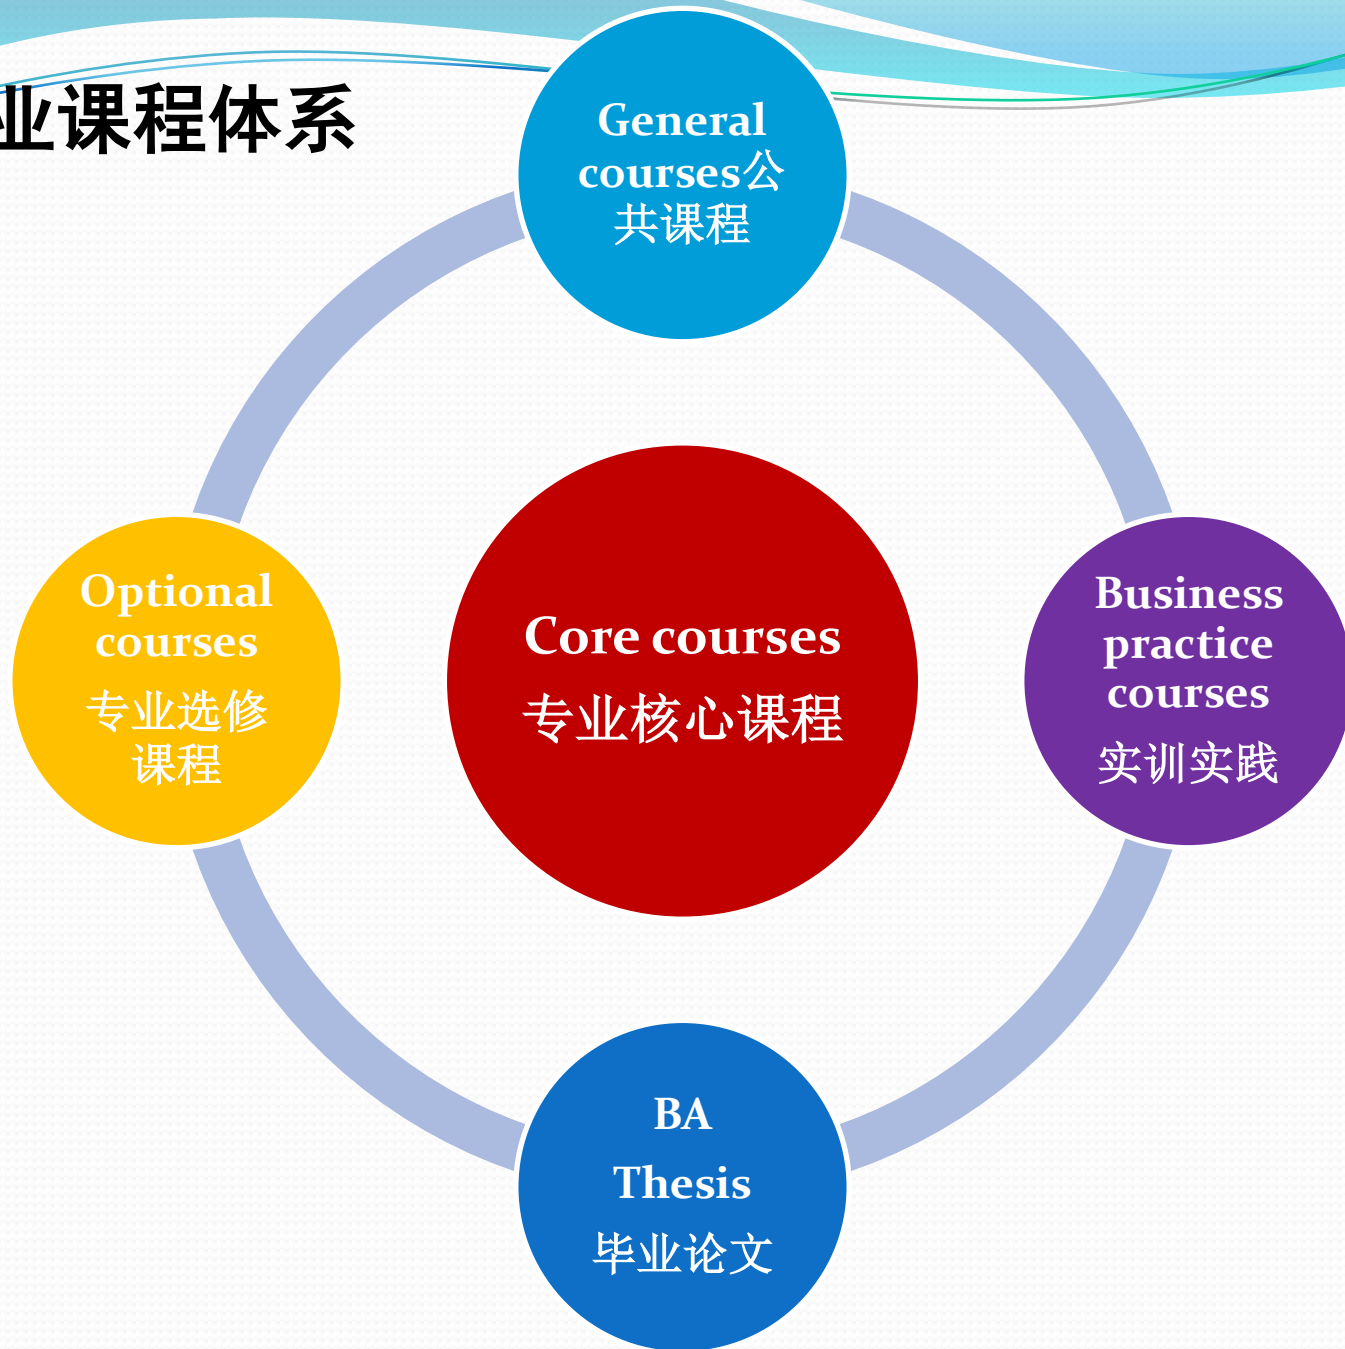 业课程体系
General
courses公
共课程
Optional
courses
专业选修
课程
Core courses
专业核心课程
Business
practice
courses
实训实践
BA
Thesis
毕业论文